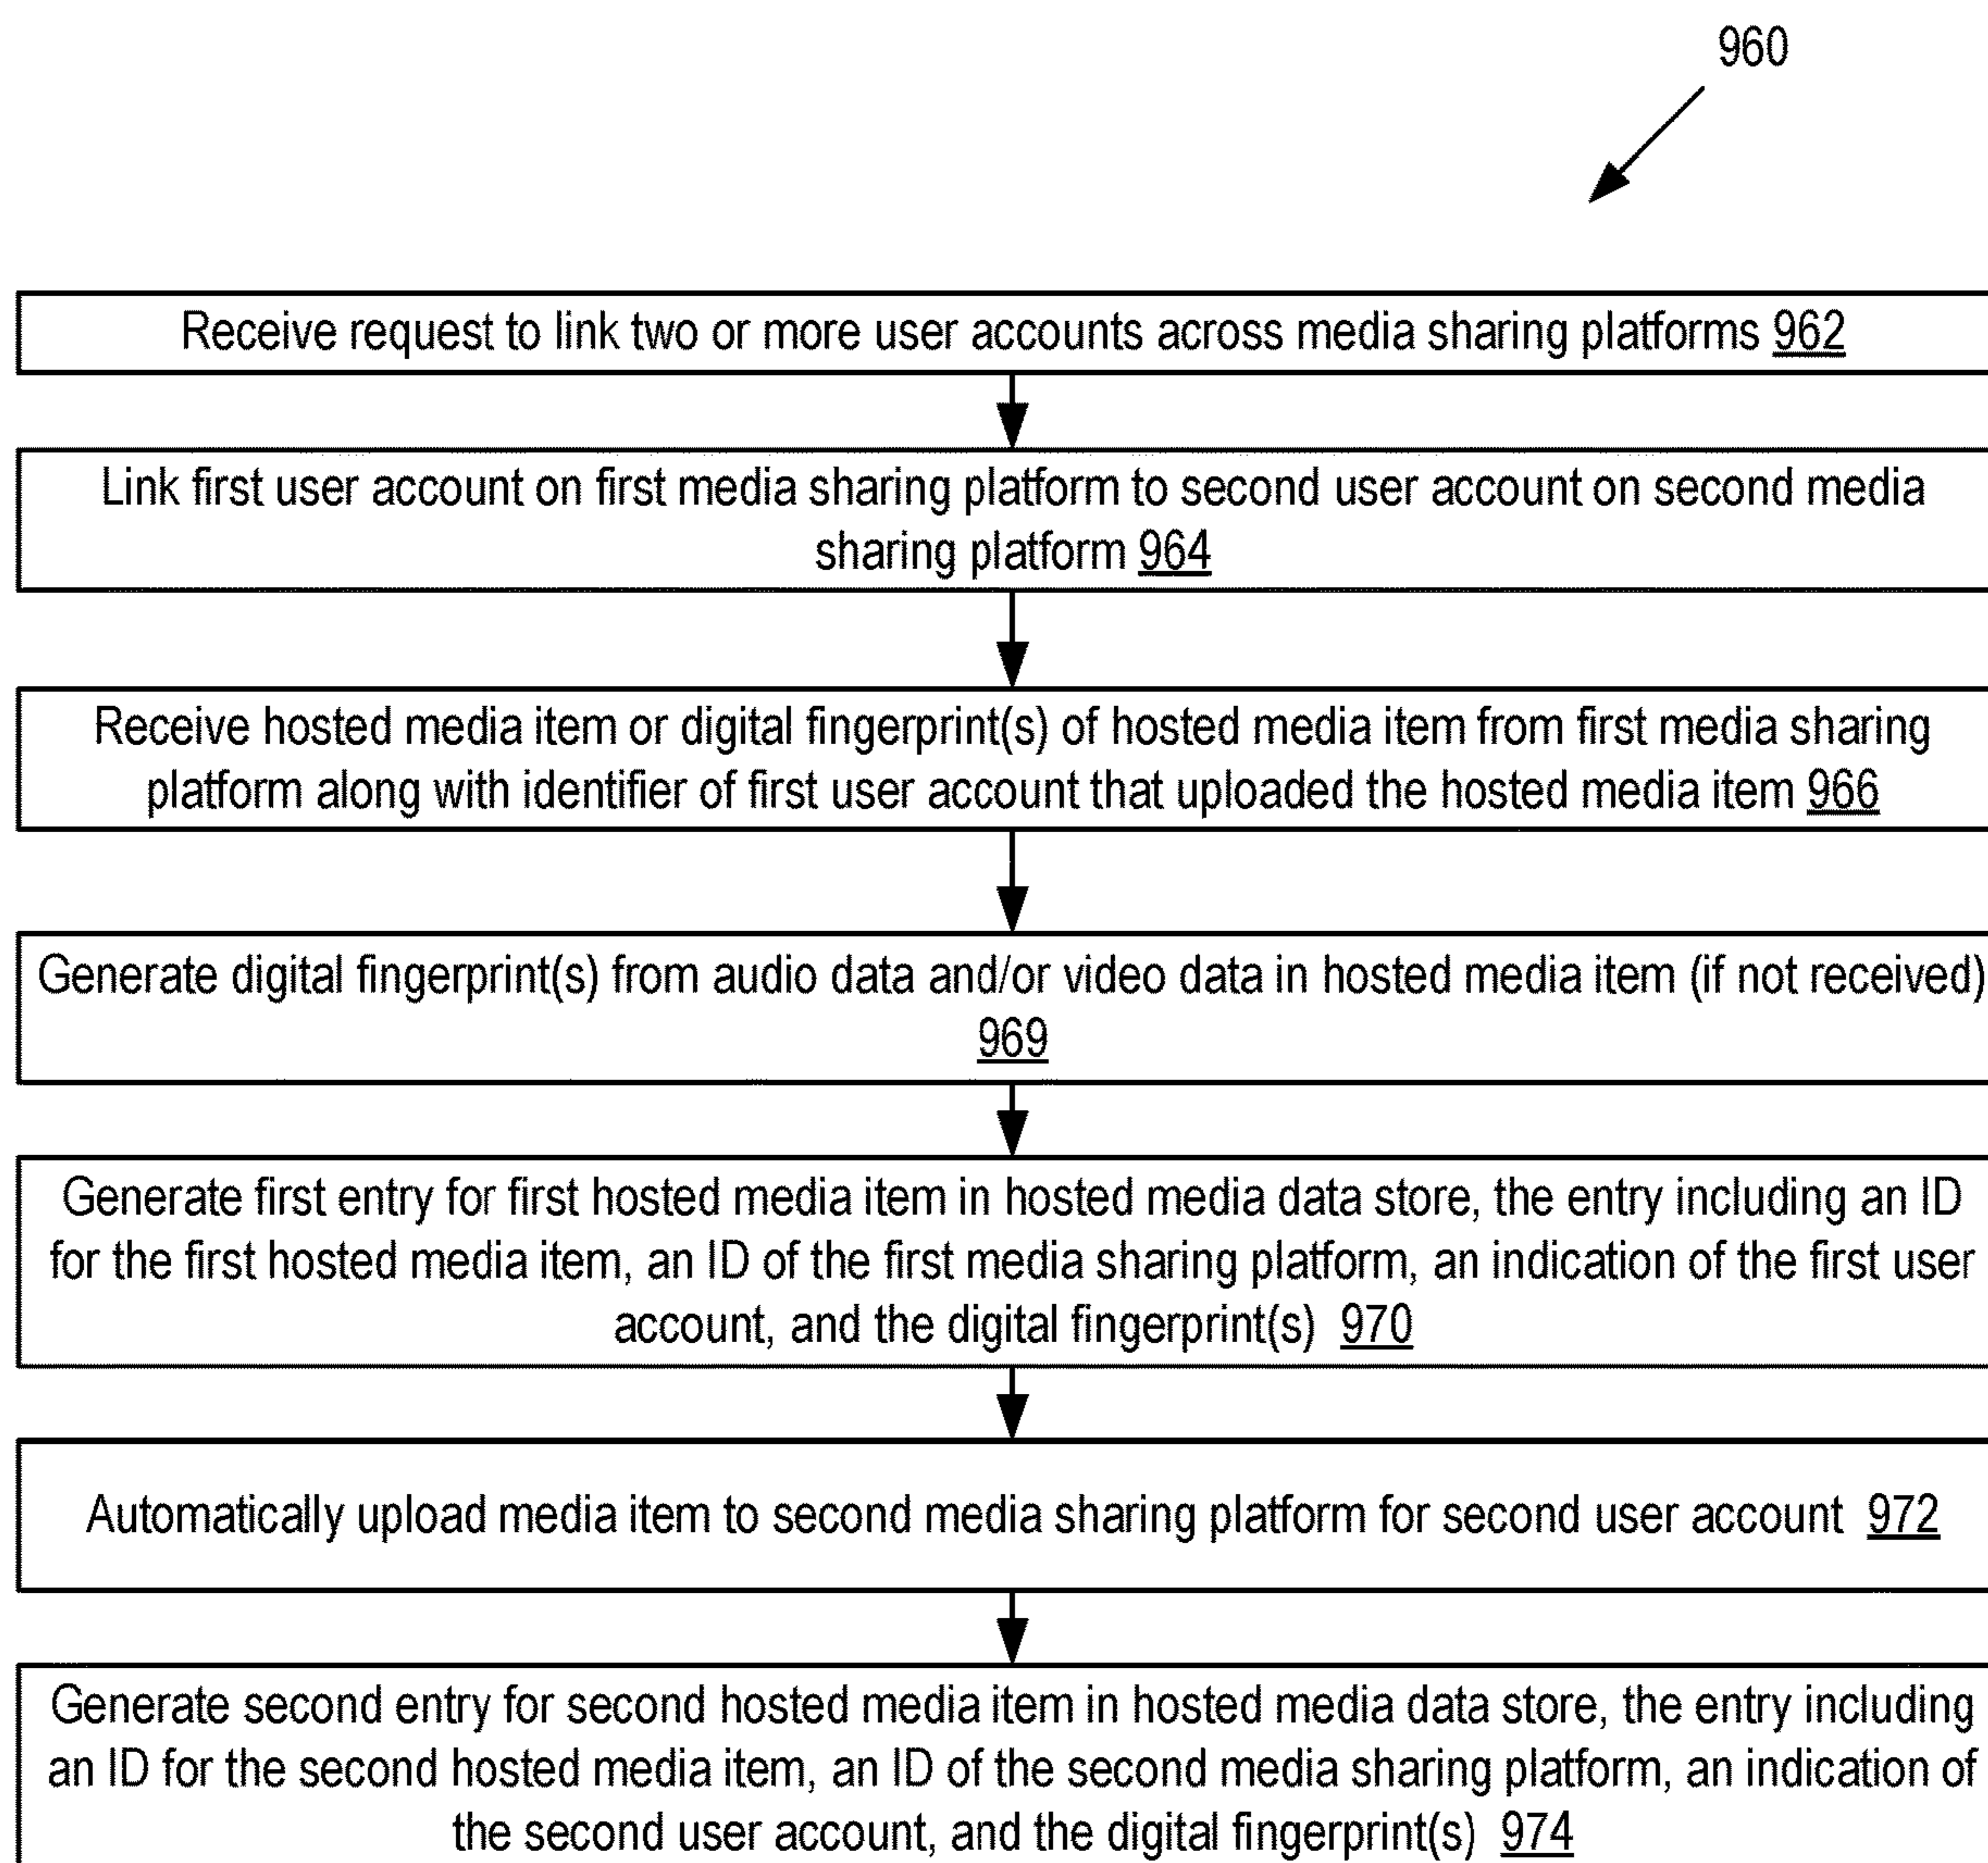 960
Receive request to link two or more user accounts across media sharing platforms 962
Link first user account on first media sharing platform to second user account on second media
sharing platform 964
Receive hosted media item or digital fingerprint(s) of hosted media item from first media sharing
platform along with identifier of first user account that uploaded the hosted media item 966
Generate digital fingerprint(s) from audio data and/or video data in hosted media item (if not received)
969
Generate first entry for first hosted media item in hosted media data store, the entry including an ID
for the first hosted media item, an ID of the first media sharing platform, an indication of the first user
account, and the digital fingerprint(s) 970
Automatically upload media item to second media sharing platform for second user account 972
Generate second entry for second hosted media item in hosted media data store, the entry including
an ID for the second hosted media item, an ID of the second media sharing platform, an indication of
the second user account, and the digital fingerprint(s) 974